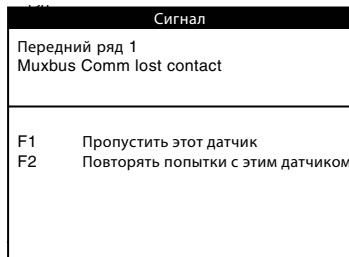 Сигнал
Передний ряд 1
Muxbus Comm lost contact
F1 Пропустить этот датчик
F2 Повторять попытки с этим датчиком